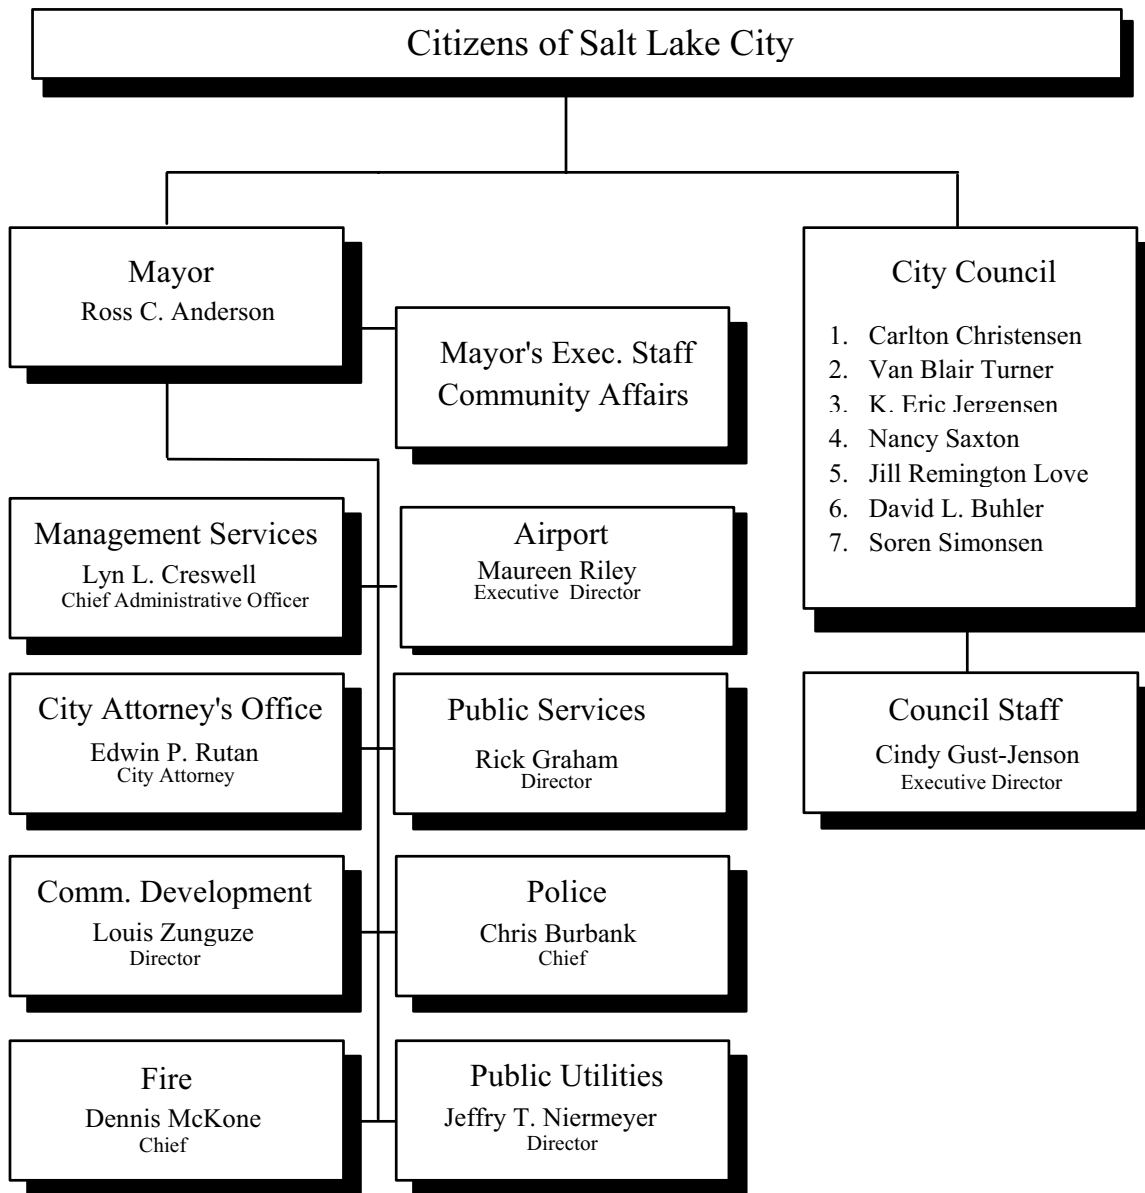 Citizens of Salt Lake City
Mayor
Ross C. Anderson
Mayor's Exec. Staff
Community Affairs
City Council
1. Carlton Christensen
2. Van Blair Turner
3. K. Eric Jergensen
4. Nancy Saxton
5. Jill Remington Love
6. David L. Buhler
7. Soren Simonsen
Management Services
Lyn L. Creswell
Chief Administrative Officer
Airport
Maureen Riley
Executive Director
City Attorney's Office
Edwin P. Rutan
City Attorney
Public Services
Rick Graham
Director
Council Staff
Cindy Gust-Jenson
Executive Director
Comm. Development
Louis Zunguze
Director
Police
Chris Burbank
Chief
Fire
Dennis McKone
Chief
Public Utilities
Jeffry T. Niermeyer
Director